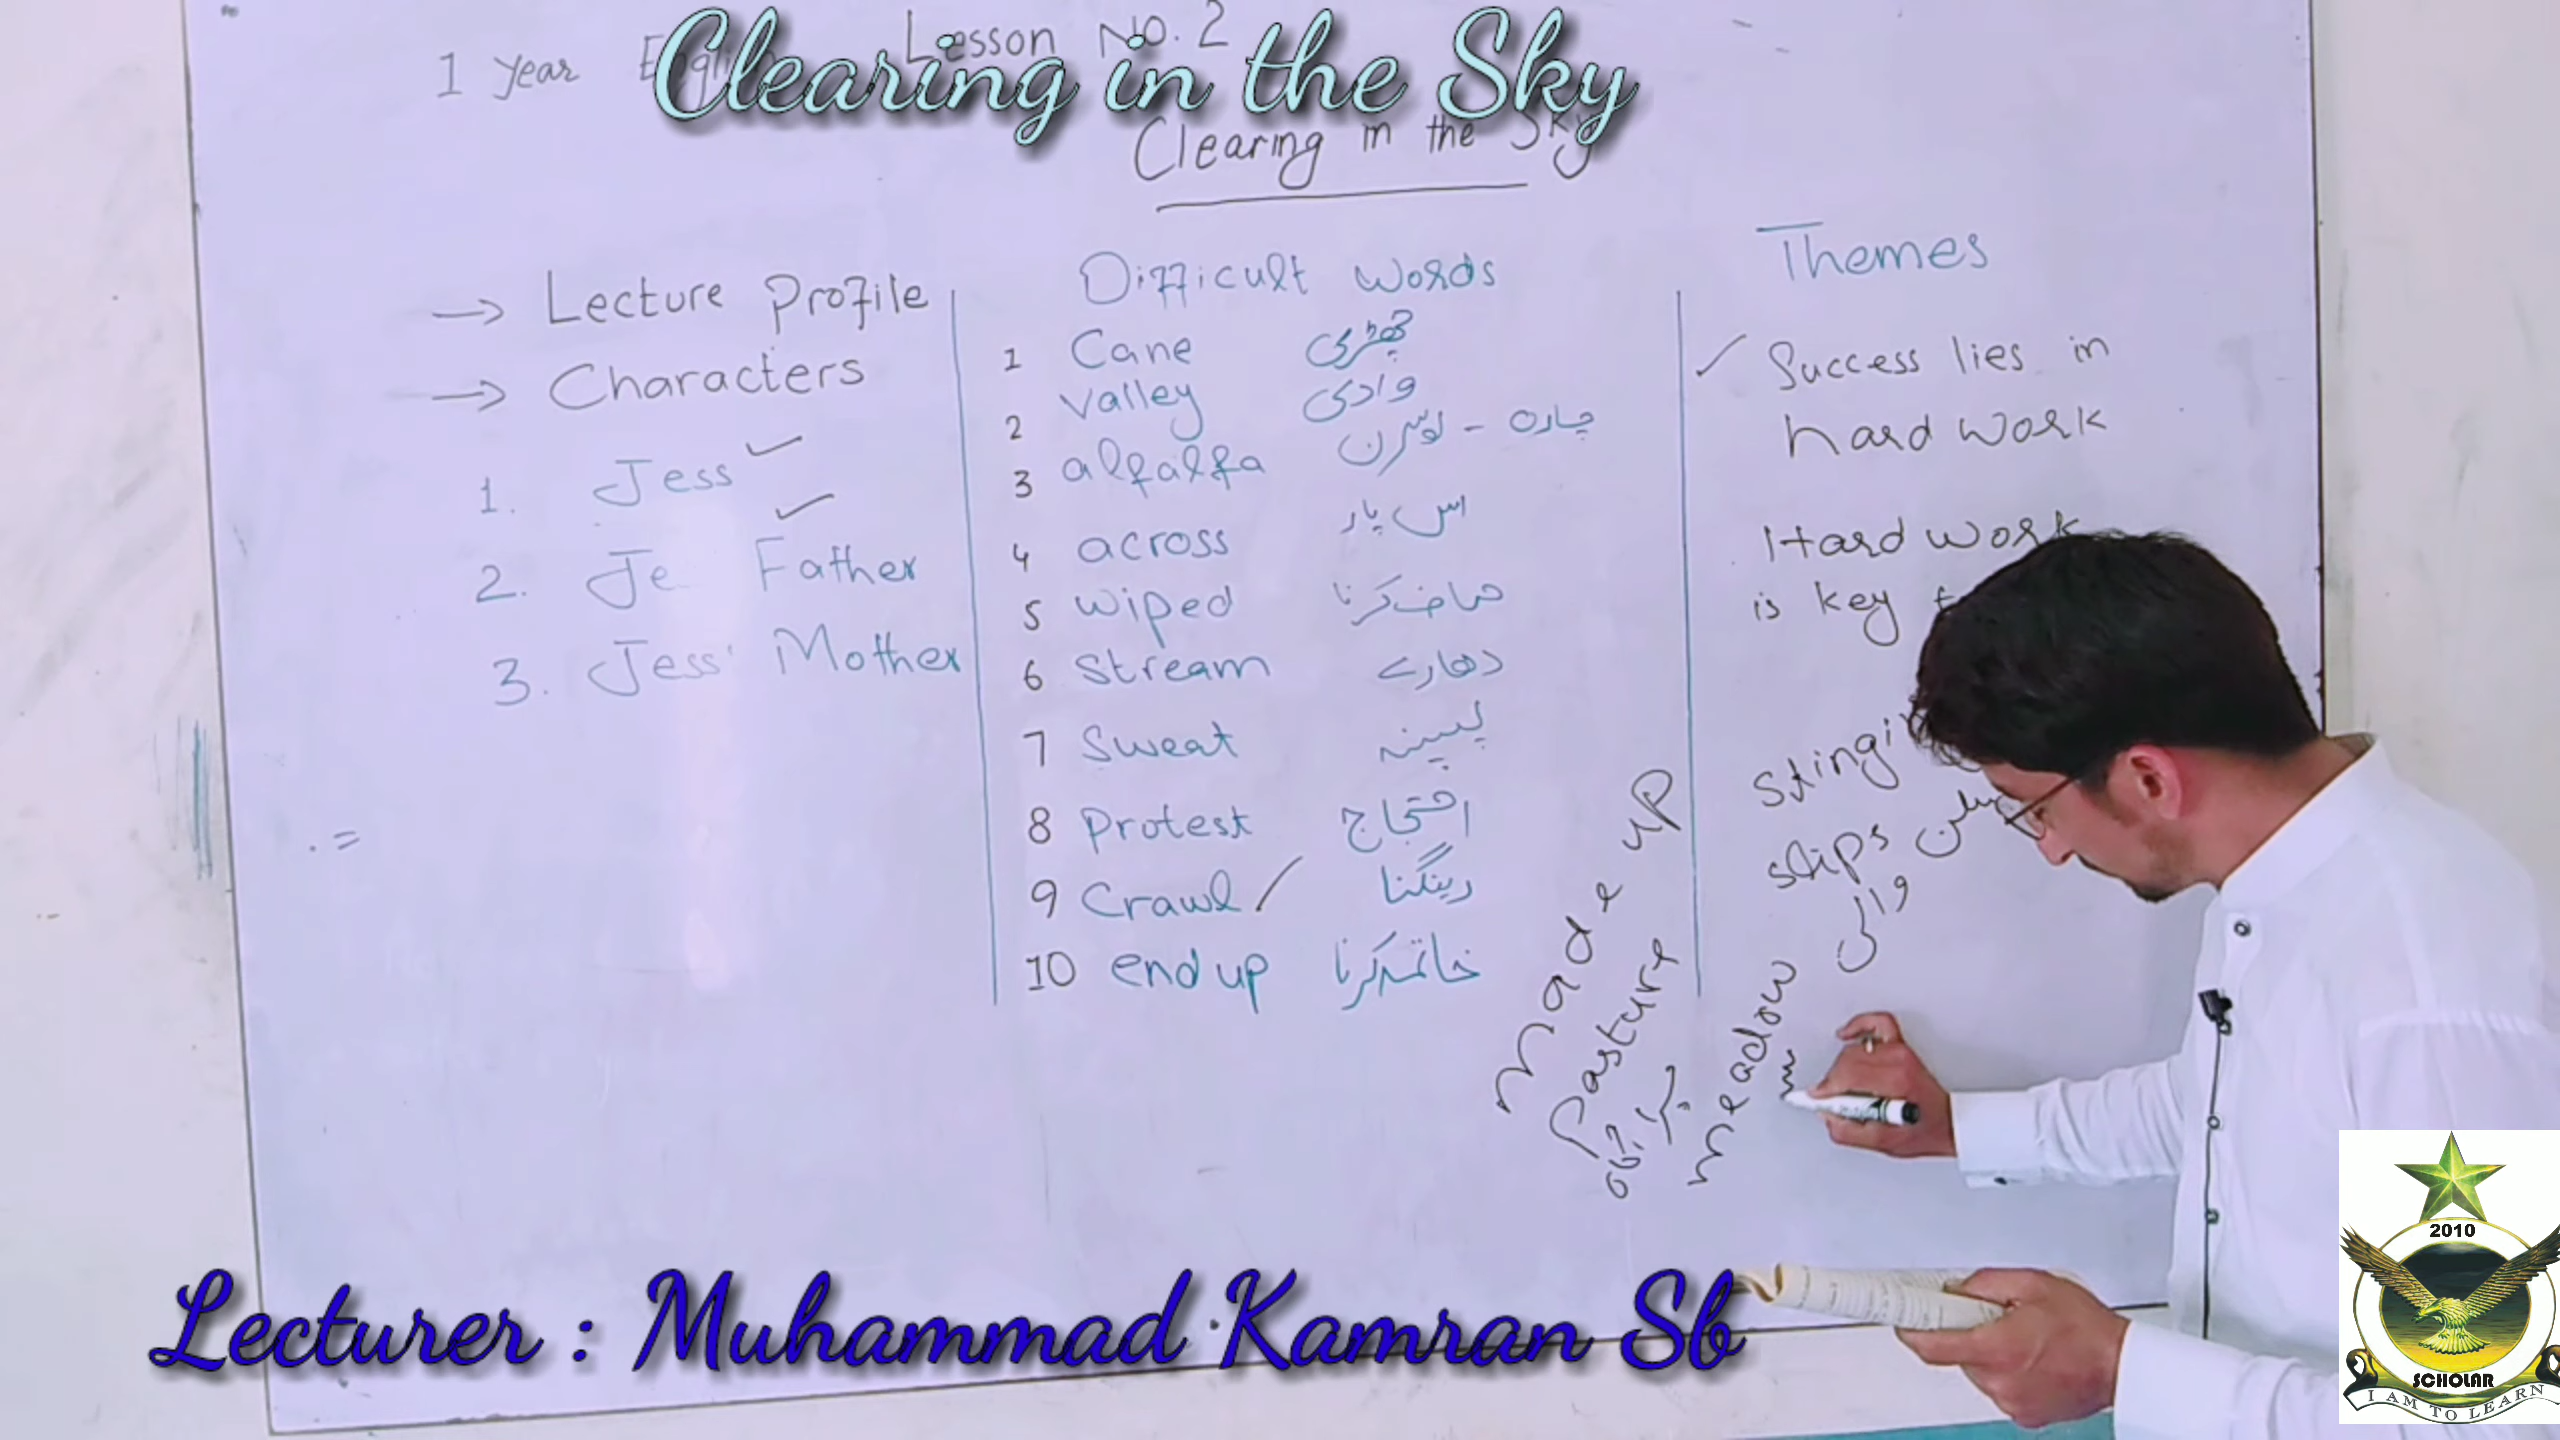 Clearing in the Sky
1 year
Lesson No. 2
Clearing in the Sky
→ Lecture Profile
→ Characters
1. Jess ✓
2. Je Father ✓
3. Jess' Mother
Difficult Words
1 Cane چھڑی
2 valley وادی
3 alfalfa چارہ - لوسرن
4 across اس پار
5 wiped صاف کرنا
6 Stream دھارے
7 Sweat پسینہ
8 Protest احتجاج
9 Crawl رینگنا
10 end up خاتمہ کرنا
Themes
✓ Success lies in
hard work
Hard work
is key
stingi
slips
والی
made up
Pasture
چراگاہ
meadow
Lecturer : Muhammad Kamran Sb
2010
SCHOLAR
I AM TO LEARN